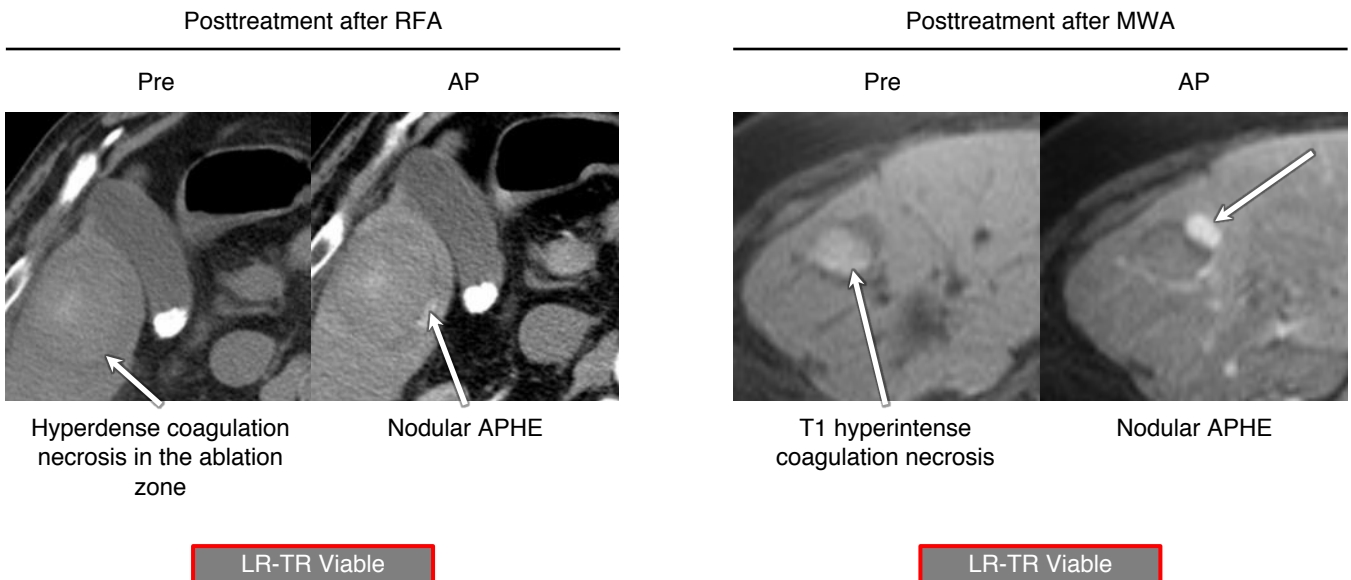 Posttreatment after RFA
Pre
AP
Hyperdense coagulation
necrosis in the ablation
zone
Nodular APHE
LR-TR Viable
Posttreatment after MWA
Pre
AP
T1 hyperintense
coagulation necrosis
Nodular APHE
LR-TR Viable